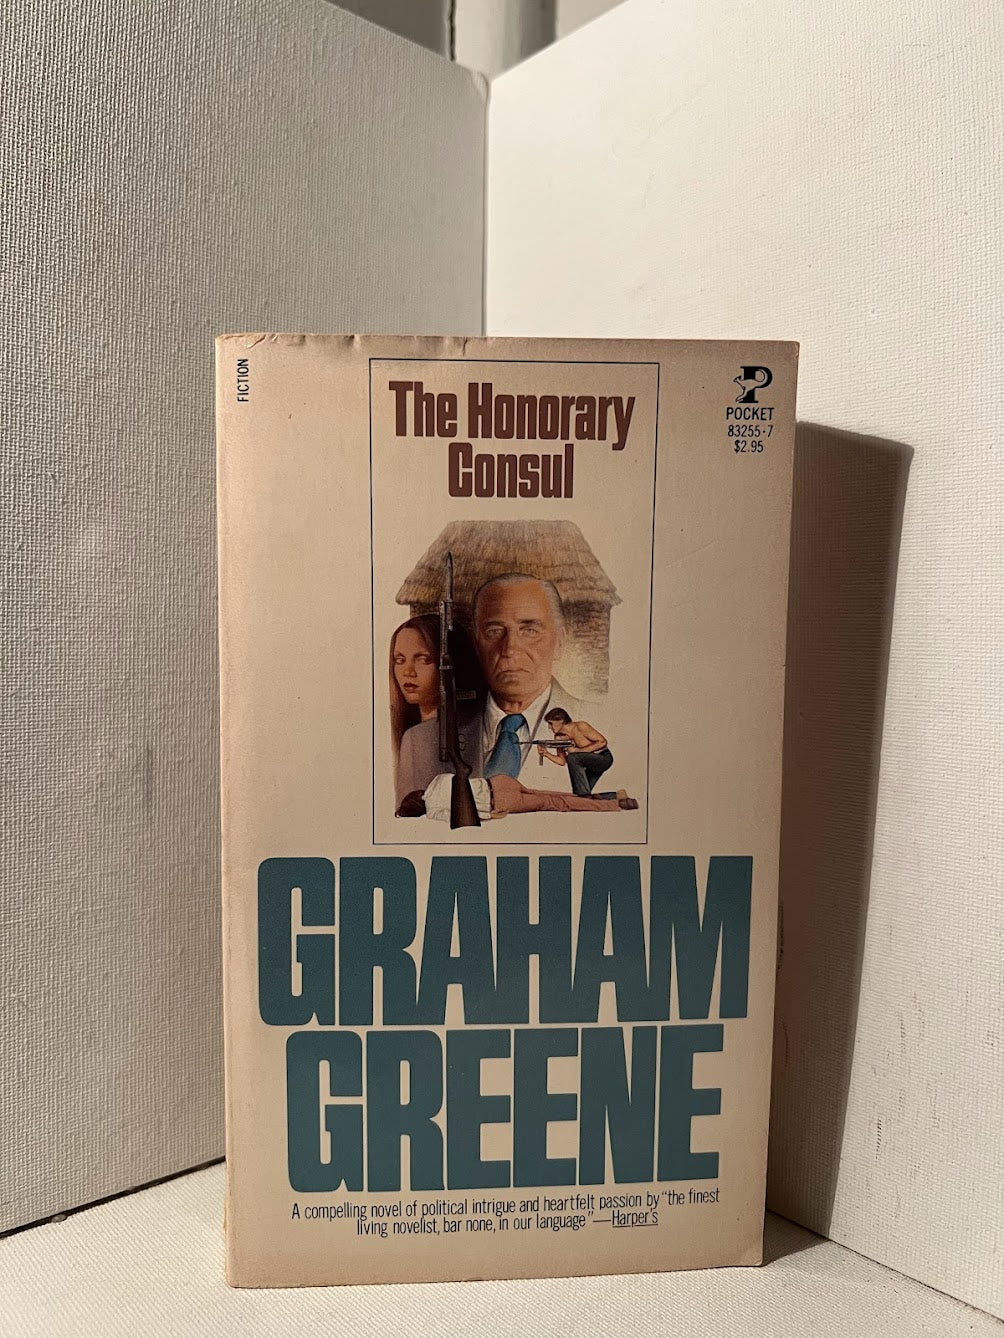 FICTION
The Honorary
Consul
P
POCKET
83255-7
$2.95
GRAHAM
GREENE
A compelling novel of political intrigue and heartfelt passion by "the finest
living novelist, bar none, in our language"—Harper's